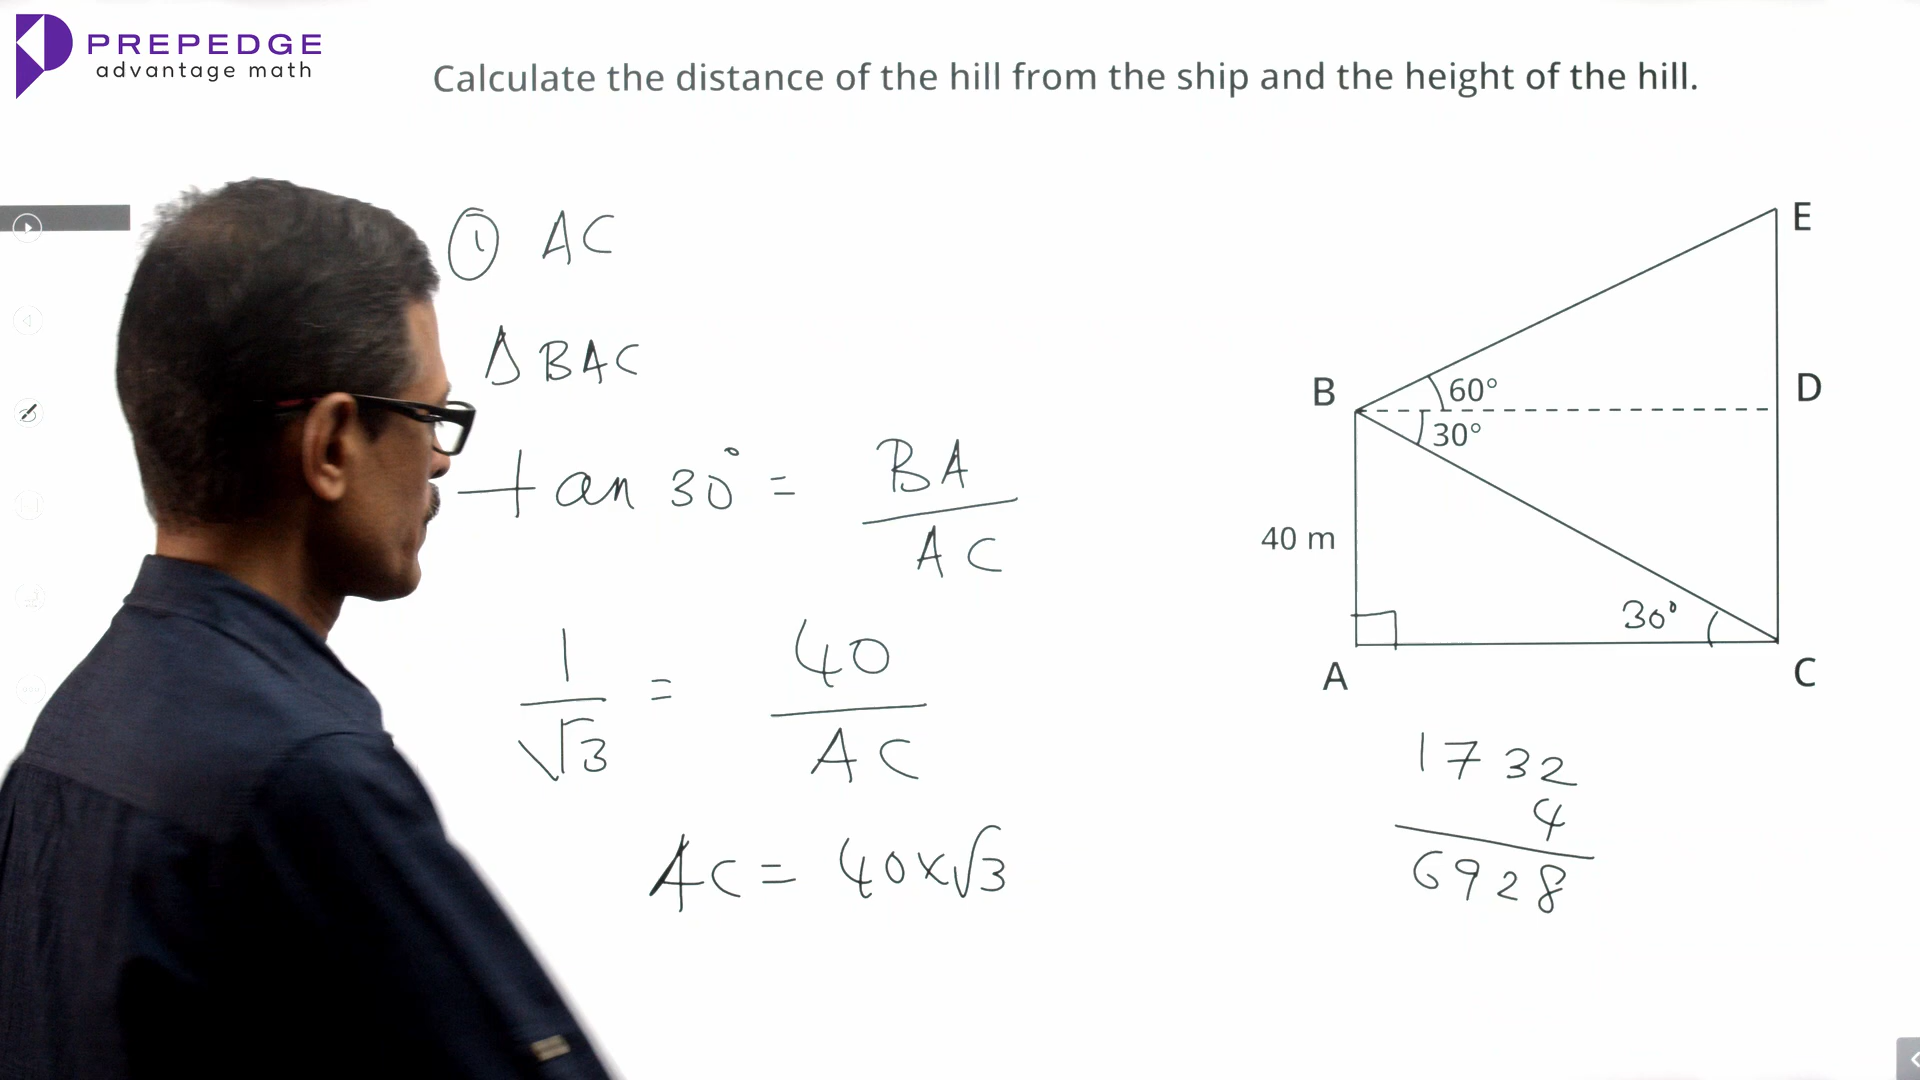 PREPEDGE
advantage math
Calculate the distance of the hill from the ship and the height of the hill.
① AC
Δ BAC
tan 30° = BA / AC
1 / √3 = 40 / AC
AC = 40 x √3
E
B
60°
D
30°
40 m
30°
A
C
1732
4
6928